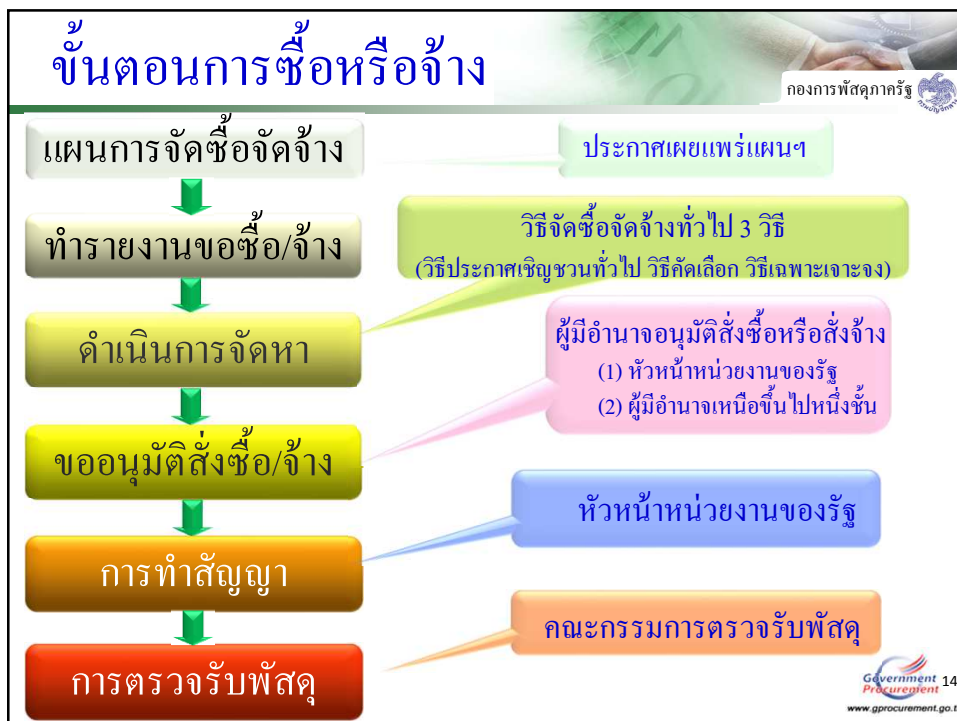 ขั้นตอนการซื้อหรือจ้าง
กองการพัสดุภาครัฐ
กรมบัญชีกลาง
แผนการจัดซื้อจัดจ้าง
ประกาศเผยแพร่แผนฯ
ทำรายงานขอซื้อ/จ้าง
วิธีจัดซื้อจัดจ้างทั่วไป 3 วิธี
(วิธีประกาศเชิญชวนทั่วไป วิธีคัดเลือก วิธีเฉพาะเจาะจง)
ดำเนินการจัดหา
ผู้มีอำนาจอนุมัติสั่งซื้อหรือสั่งจ้าง
(1) หัวหน้าหน่วยงานของรัฐ
(2) ผู้มีอำนาจเหนือขึ้นไปหนึ่งชั้น
ขออนุมัติสั่งซื้อ/จ้าง
หัวหน้าหน่วยงานของรัฐ
การทำสัญญา
คณะกรรมการตรวจรับพัสดุ
การตรวจรับพัสดุ
Government
Procurement
14
www.gprocurement.go.t